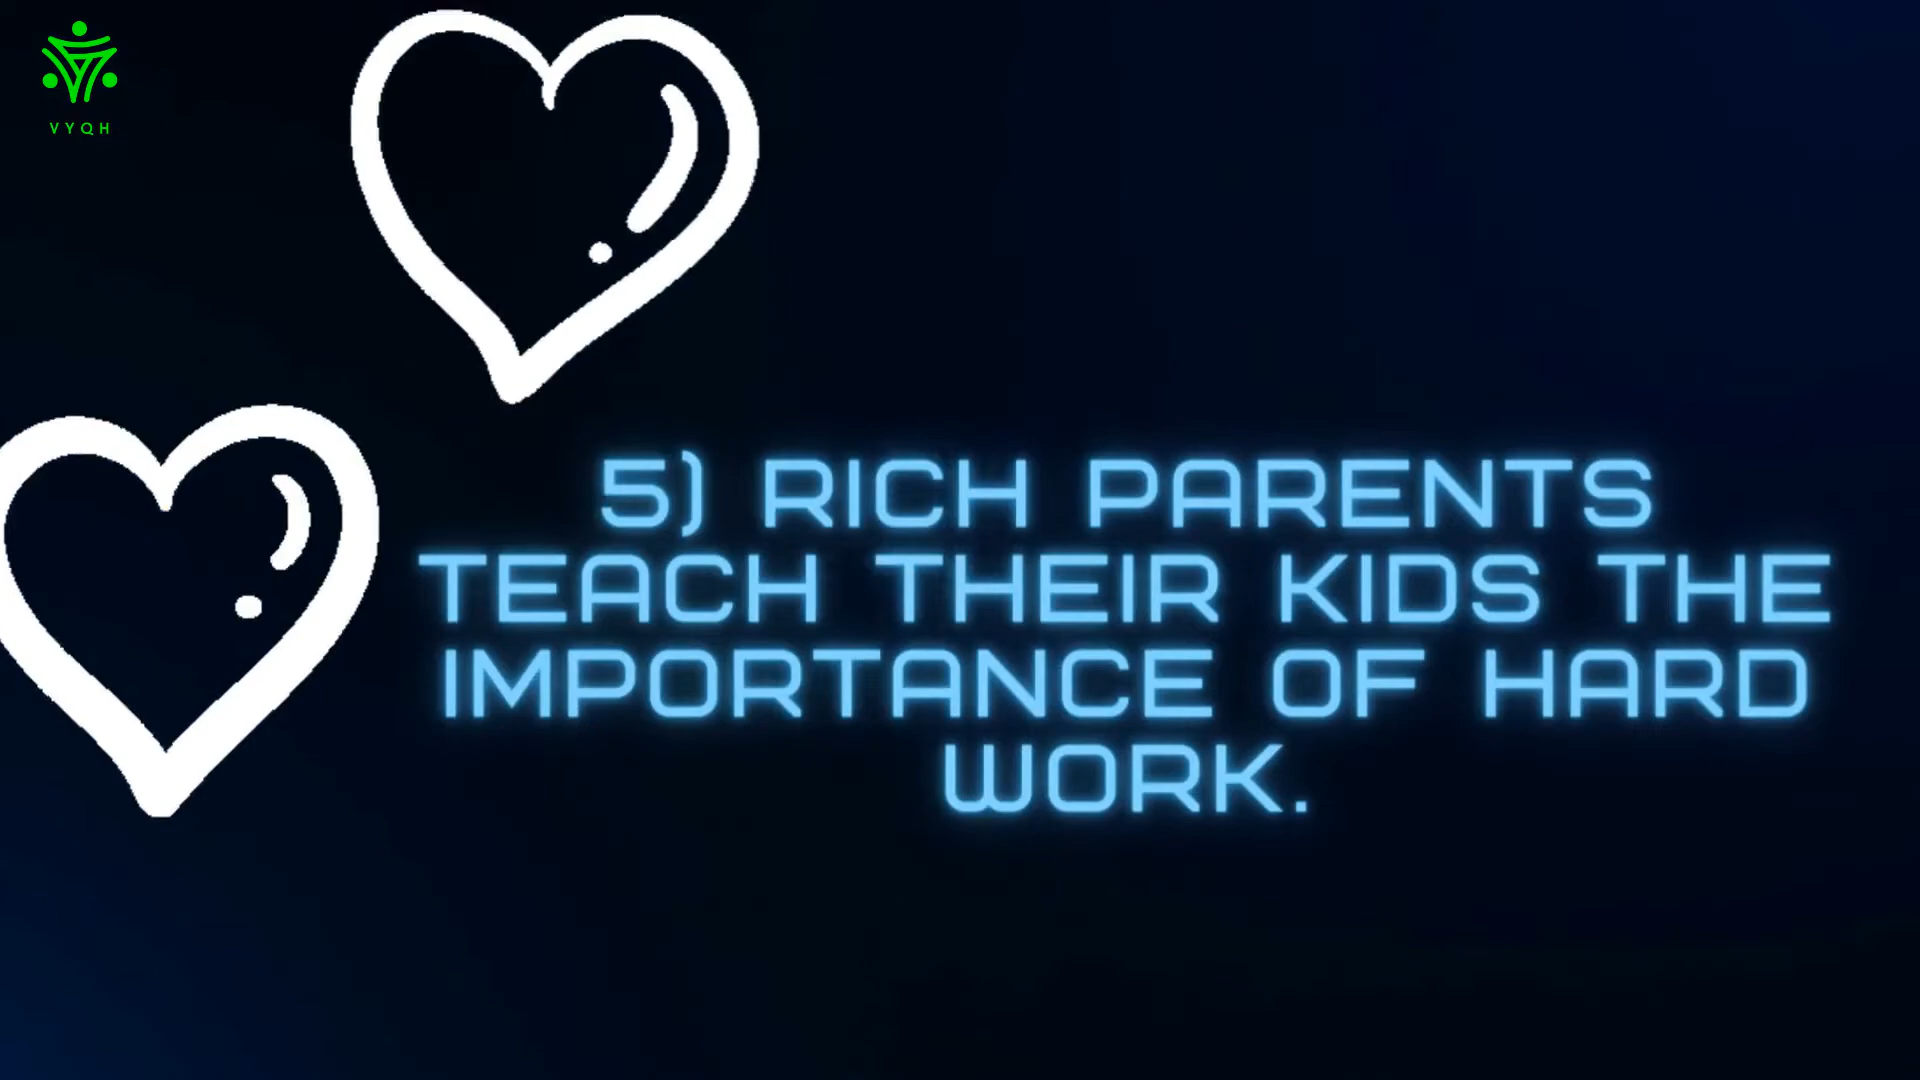 VYQH
5) RICH PARENTS
TEACH THEIR KIDS THE
IMPORTANCE OF HARD
WORK.